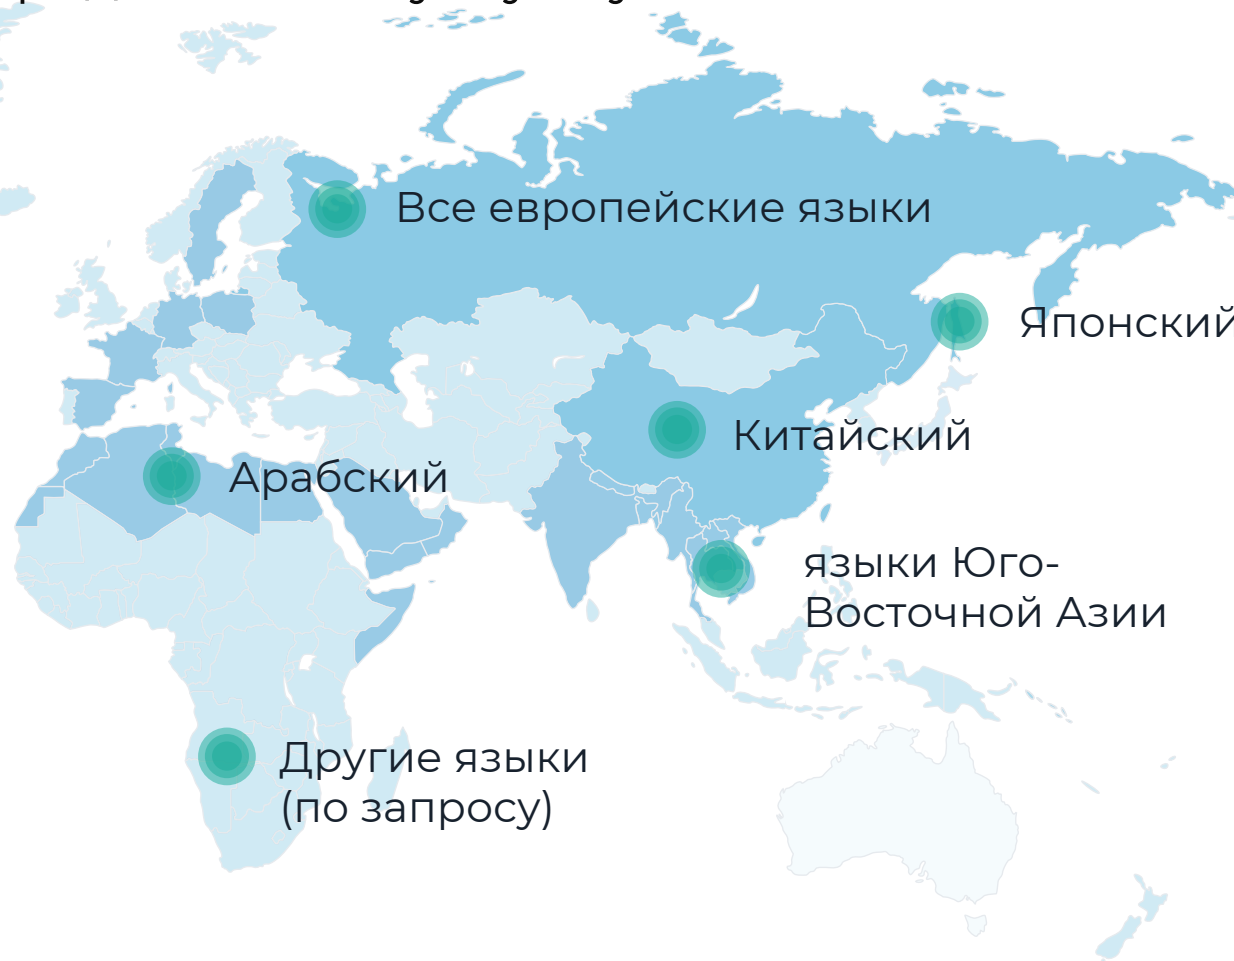 Все европейские языки
Японский
Китайский
Арабский
языки Юго-
Восточной Азии
Другие языки
(по запросу)